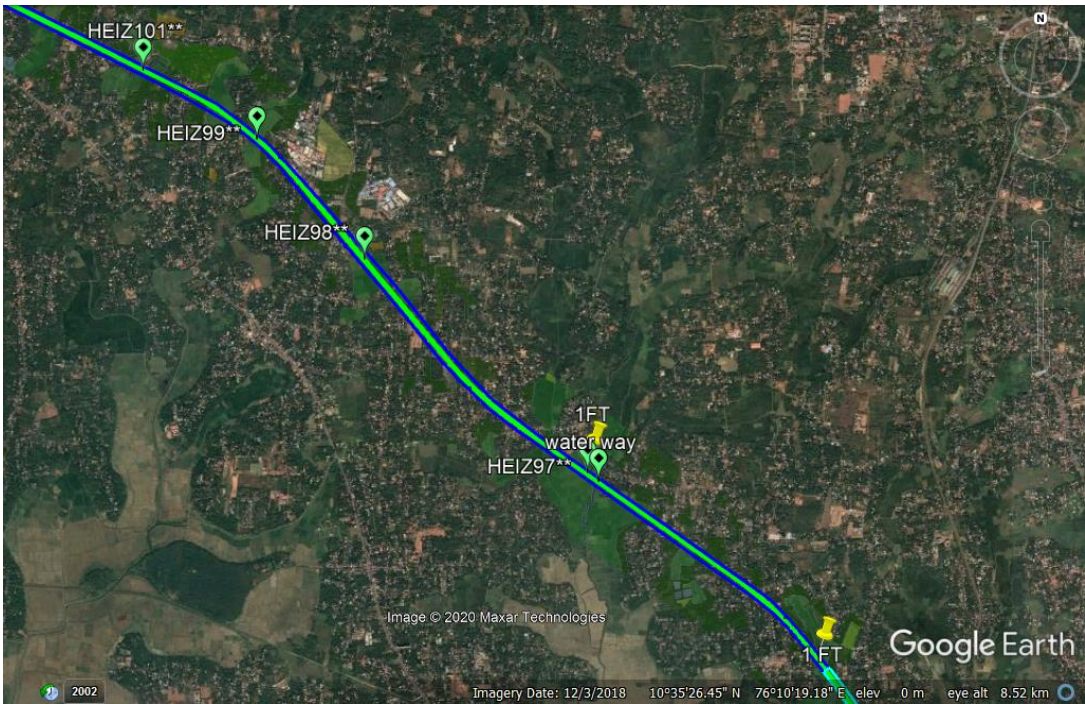 N
HEIZ101**
HEIZ99**
HEIZ98**
1FT
water way
HEIZ97**
Image © 2020 Maxar Technologies
1 FT
Google Earth
2002
Imagery Date: 12/3/2018 10°35'26.45" N 76°10'19.18" E elev 0 m eye alt 8.52 km